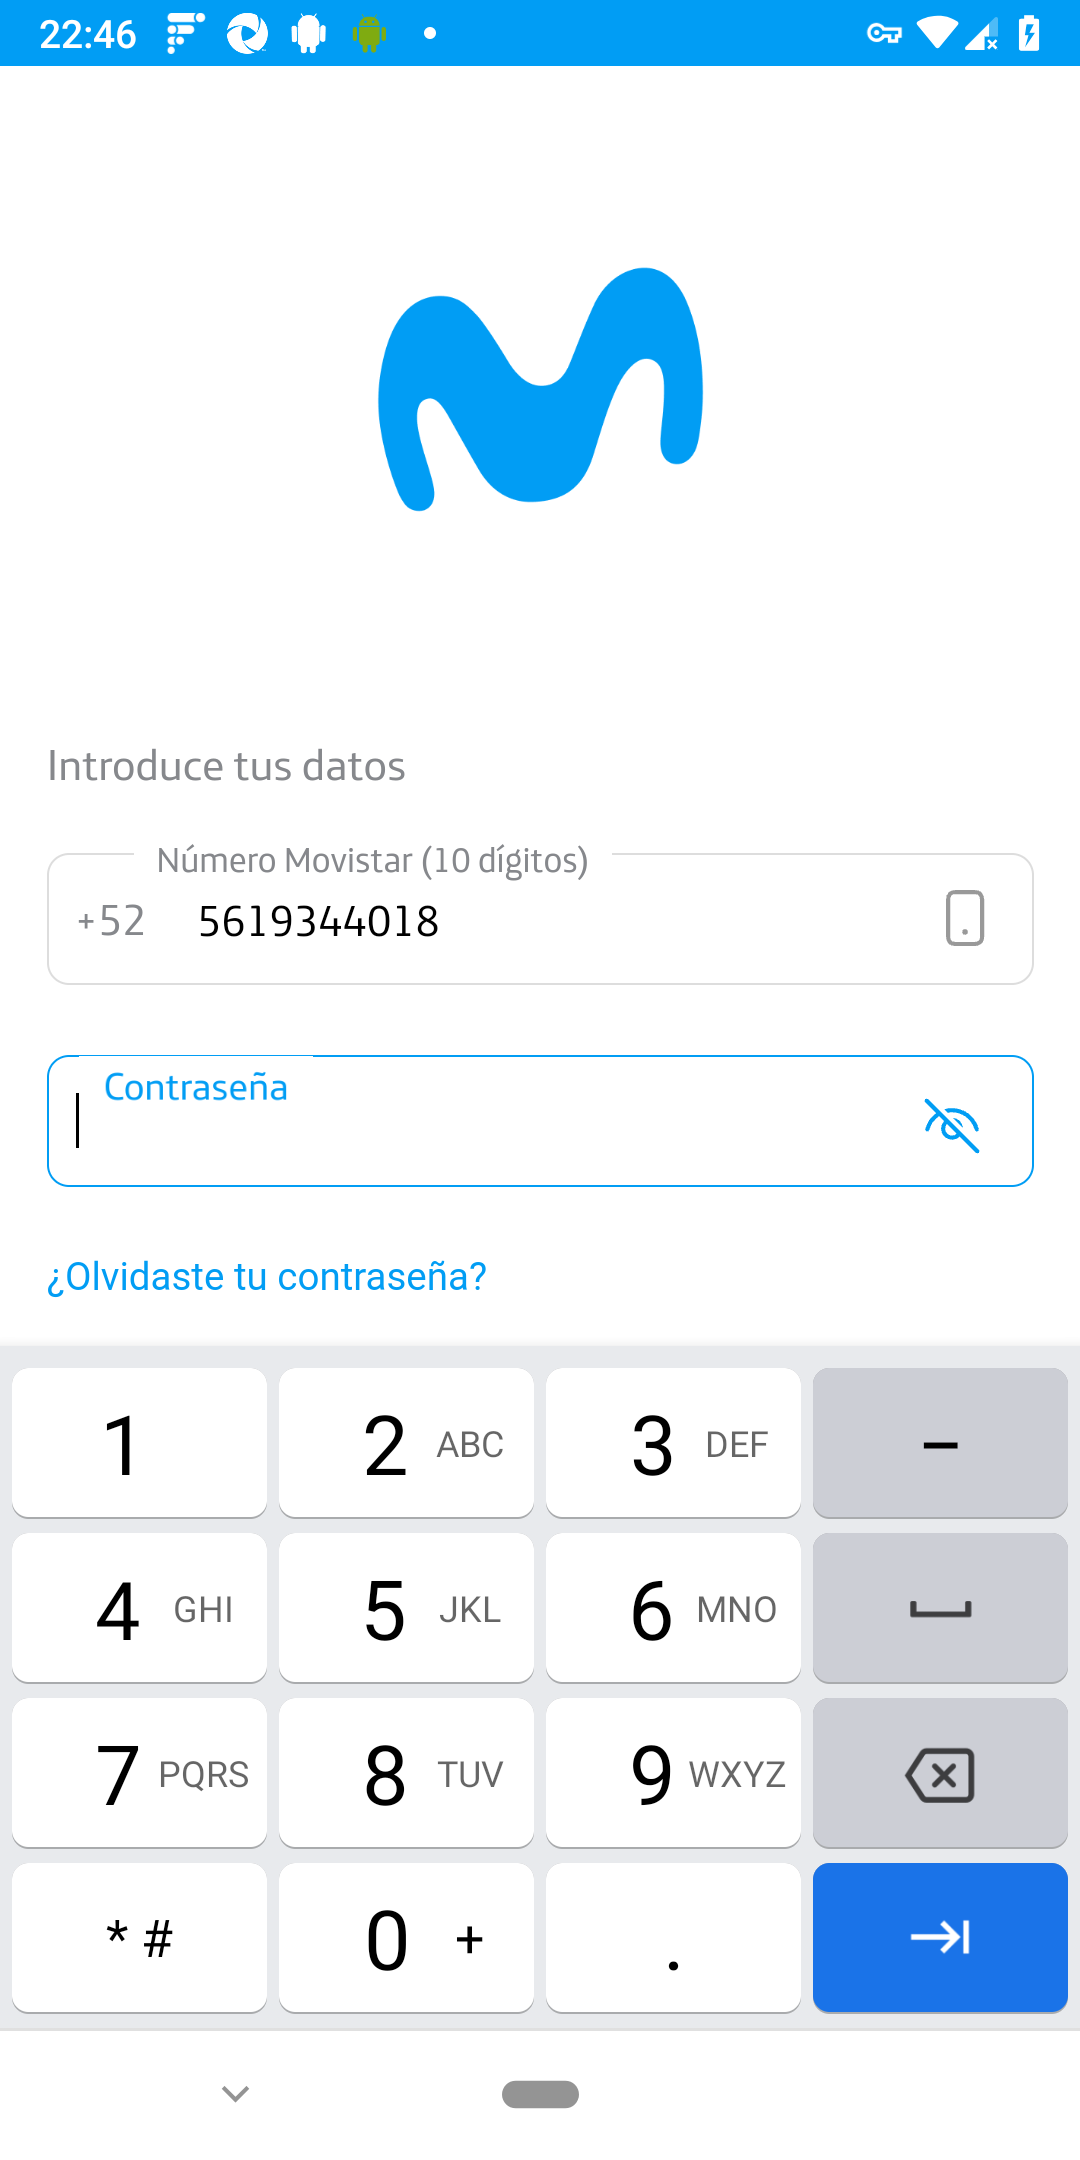 22:46
Introduce tus datos
Número Movistar (10 dígitos)
+52 5619344018
Contraseña
¿Olvidaste tu contraseña?
1 2 ABC 3 DEF –
4 GHI 5 JKL 6 MNO
7 PQRS 8 TUV 9 WXYZ
* # 0 + .